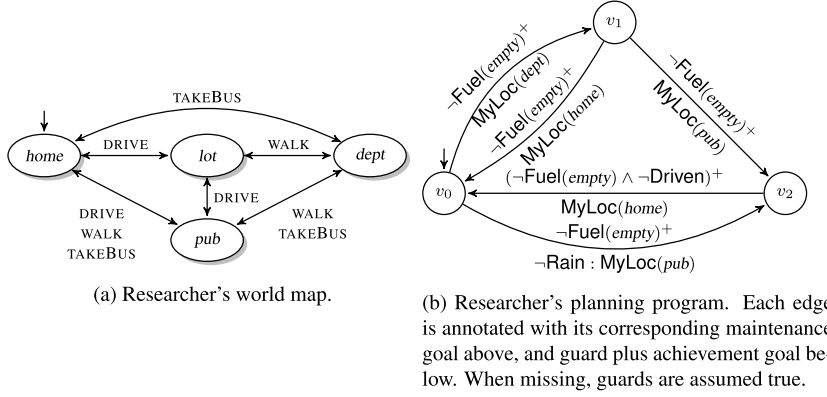 TAKEBUS
home
DRIVE
lot
WALK
dept
DRIVE
DRIVE
WALK
TAKEBUS
pub
WALK
TAKEBUS
(a) Researcher's world map.
v₁
¬Fuel(empty)⁺
MyLoc(dept)
¬Fuel(empty)⁺
MyLoc(home)
¬Fuel(empty)⁺
MyLoc(pub)
v₀
(¬Fuel(empty) ∧ ¬Driven)⁺
v₂
MyLoc(home)
¬Fuel(empty)⁺
¬Rain : MyLoc(pub)
(b) Researcher's planning program. Each edge
is annotated with its corresponding maintenance
goal above, and guard plus achievement goal be-
low. When missing, guards are assumed true.